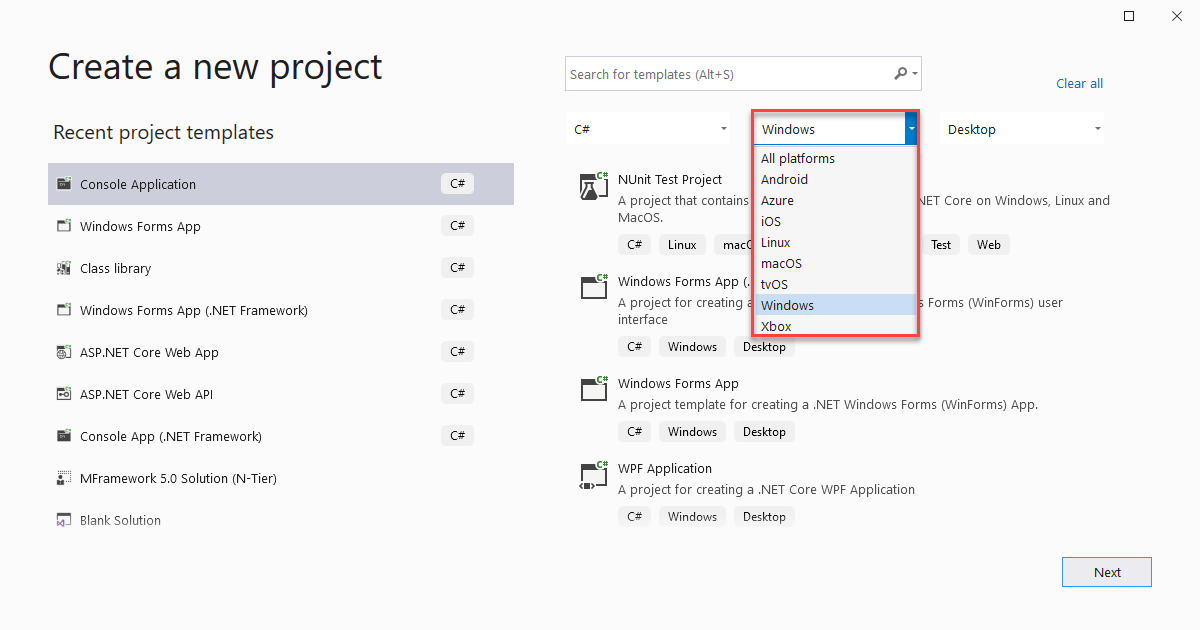 Create a new project
Search for templates (Alt+S)
Clear all
Recent project templates
C#
Windows
Desktop
All platforms
Android
Azure
iOS
Linux
macOS
tvOS
Windows
Xbox
Console Application C#
Windows Forms App C#
Class library C#
Windows Forms App (.NET Framework) C#
ASP.NET Core Web App C#
ASP.NET Core Web API C#
Console App (.NET Framework) C#
MFramework 5.0 Solution (N-Tier)
Blank Solution
C#
NUnit Test Project
A project that contains NET Core on Windows, Linux and
MacOS.
C# Linux Test Web
C#
Windows Forms App
A project for creating a Forms (WinForms) user
interface
C# Windows Desktop
C#
Windows Forms App
A project template for creating a .NET Windows Forms (WinForms) App.
C# Windows Desktop
C#
WPF Application
A project for creating a .NET Core WPF Application
C# Windows Desktop
Next